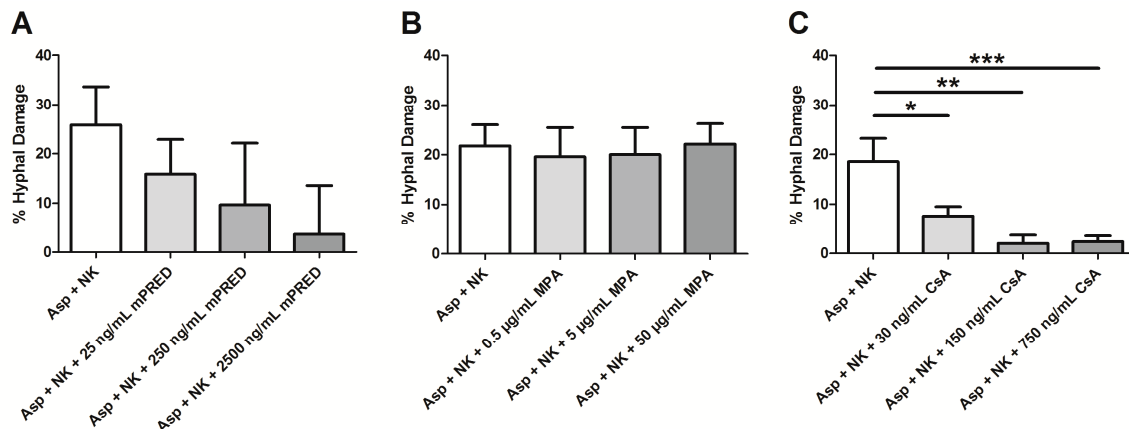 A
% Hyphal Damage
40
30
20
10
0
Asp + NK
Asp + NK + 25 ng/mL mPRED
Asp + NK + 250 ng/mL mPRED
Asp + NK + 2500 ng/mL mPRED
B
% Hyphal Damage
40
30
20
10
0
Asp + NK
Asp + NK + 0.5 µg/mL MPA
Asp + NK + 5 µg/mL MPA
Asp + NK + 50 µg/mL MPA
C
% Hyphal Damage
40
30
20
10
0
***
**
*
Asp + NK
Asp + NK + 30 ng/mL CsA
Asp + NK + 150 ng/mL CsA
Asp + NK + 750 ng/mL CsA